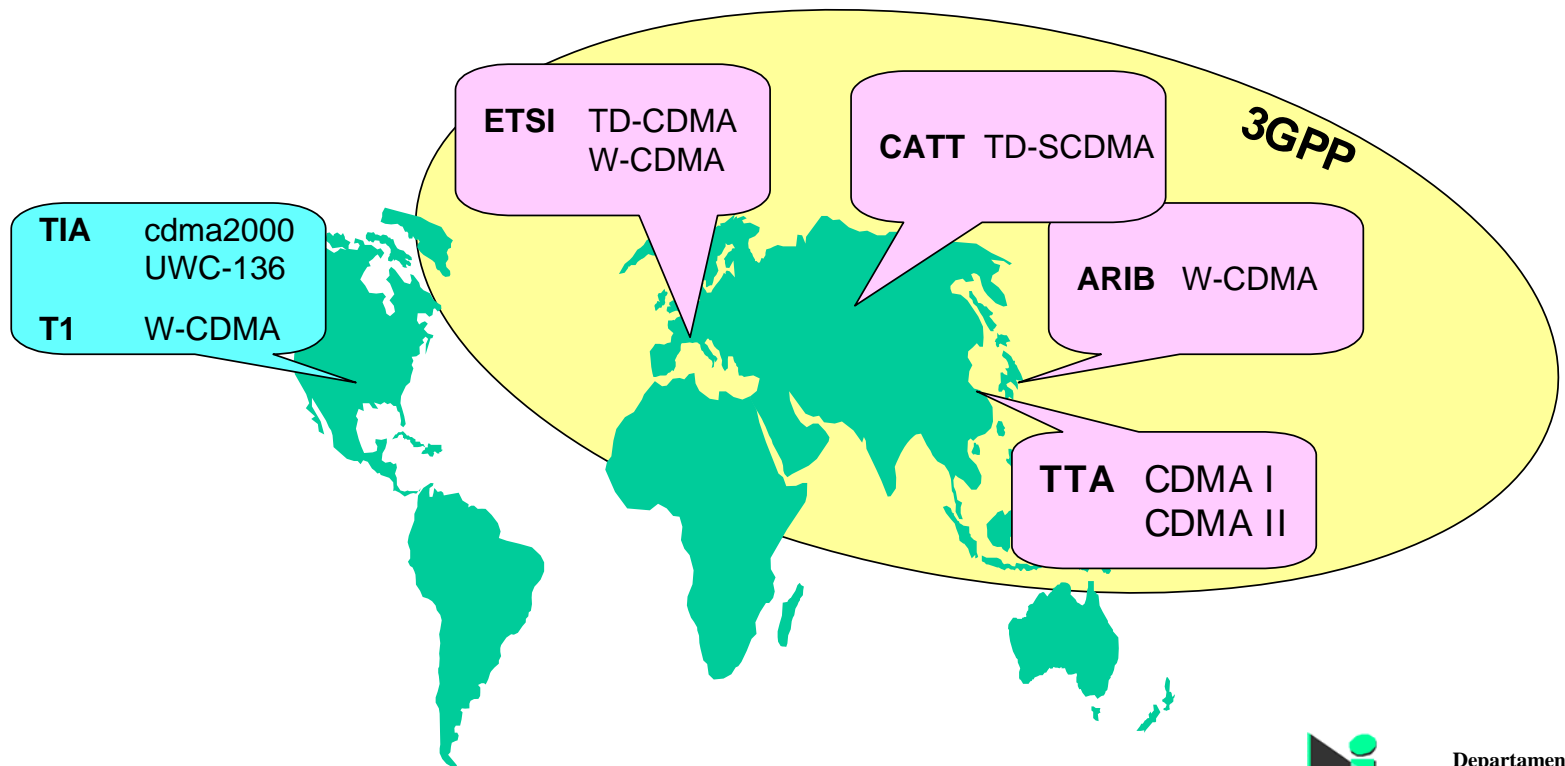 3GPP
ETSI TD-CDMA
W-CDMA
CATT TD-SCDMA
TIA cdma2000
UWC-136
T1 W-CDMA
ARIB W-CDMA
TTA CDMA I
CDMA II
Departamen